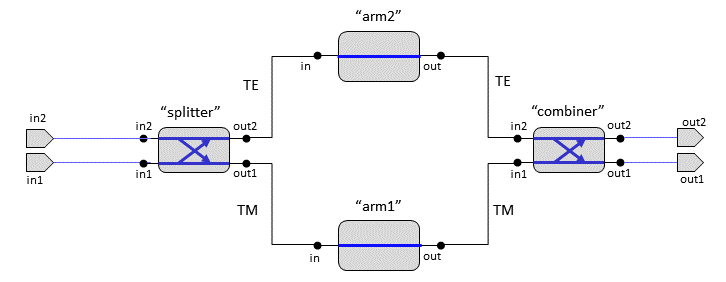 “arm2”
in
out
TE
TE
“splitter”
“combiner”
in2
in2
out2
in2
out2
out2
in1
in1
out1
in1
out1
out1
TM
TM
“arm1”
in
out